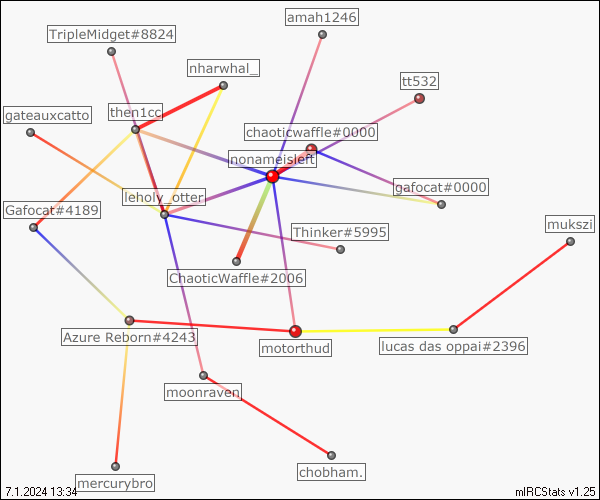 amah1246
TripleMidget#8824
nharwhal_
tt532
gateauxcatto
then1cc
chaoticwaffle#0000
nonameisleft
gafocat#0000
leholy_otter
Gafocat#4189
Thinker#5995
mukszi
ChaoticWaffle#2006
Azure Reborn#4243
motorthud
lucas das oppai#2396
moonraven
chobham.
mercurybro
7.1.2024 13:34
mIRCStats v1.25